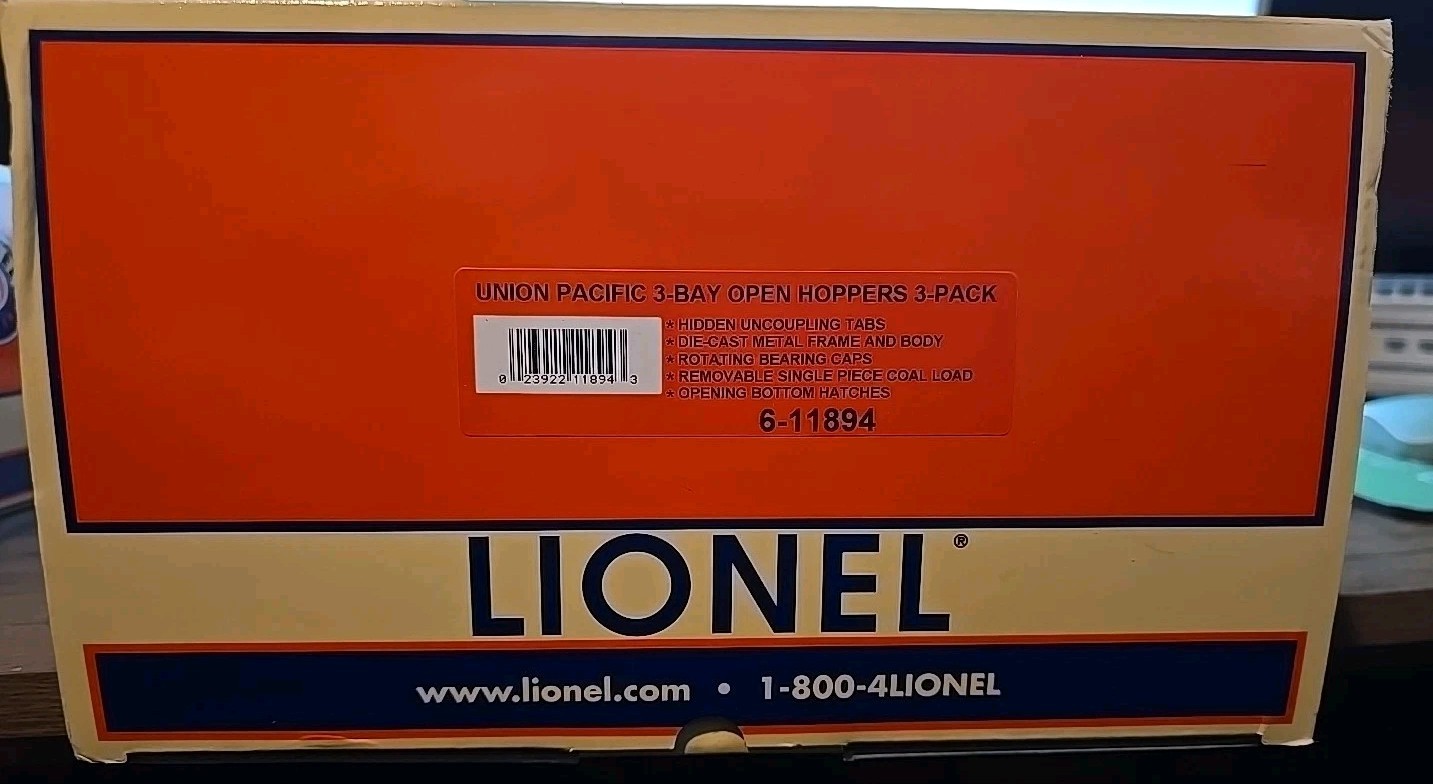 UNION PACIFIC 3-BAY OPEN HOPPERS 3-PACK
* HIDDEN UNCOUPLING TABS
* DIE-CAST METAL FRAME AND BODY
* ROTATING BEARING CAPS
* REMOVABLE SINGLE PIECE COAL LOAD
* OPENING BOTTOM HATCHES
0 23922 11894 3
6-11894
LIONEL®
www.lionel.com • 1-800-4LIONEL